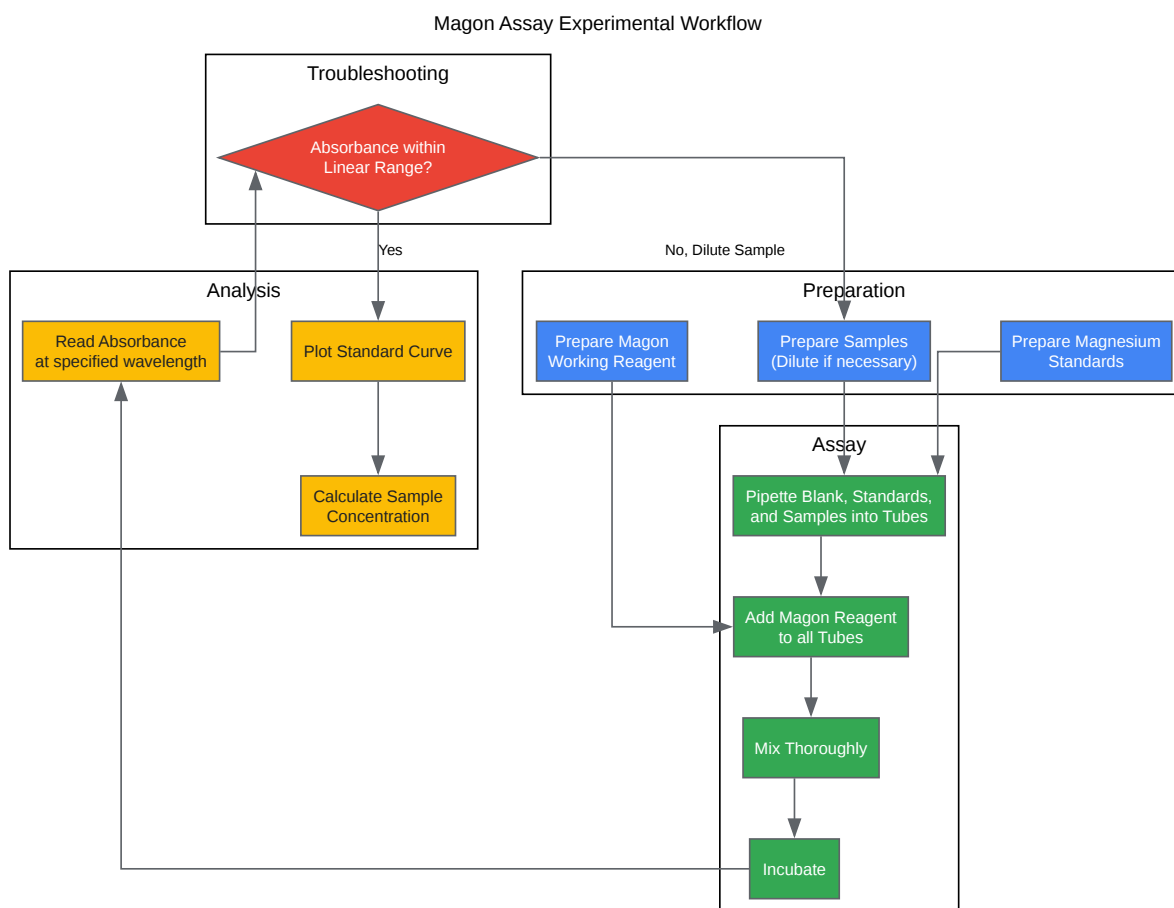 Magon Assay Experimental Workflow
Troubleshooting
Absorbance within
Linear Range?
Yes
No, Dilute Sample
Analysis
Read Absorbance
at specified wavelength
Plot Standard Curve
Calculate Sample
Concentration
Preparation
Prepare Magon
Working Reagent
Prepare Samples
(Dilute if necessary)
Prepare Magnesium
Standards
Assay
Pipette Blank, Standards,
and Samples into Tubes
Add Magon Reagent
to all Tubes
Mix Thoroughly
Incubate